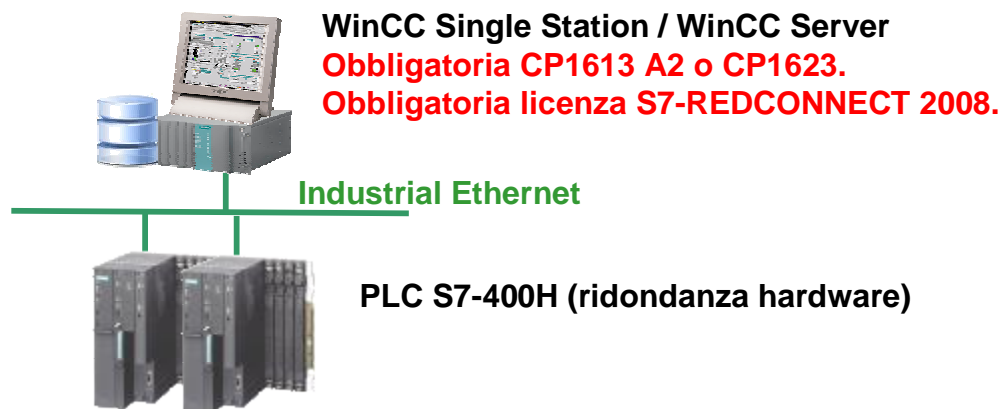 WinCC Single Station / WinCC Server
Obbligatoria CP1613 A2 o CP1623.
Obbligatoria licenza S7-REDCONNECT 2008.
Industrial Ethernet
PLC S7-400H (ridondanza hardware)